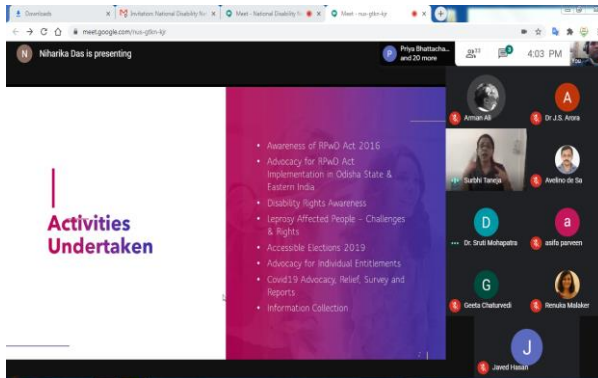 Downloads
Invitation: National Disability for
Meet - National Disability
Meet - nus-gtkn-kjr
meet.google.com/nus-gtkn-kjr
N
Niharika Das is presenting
P
Priya Bhattacha...
and 20 more
4:03 PM
You
Activities
Undertaken
• Awareness of RPwD Act 2016
• Advocacy for RPwD Act
Implementation in Odisha State &
Eastern India
• Disability Rights Awareness
• Leprosy Affected People – Challenges
& Rights
• Accessible Elections 2019
• Advocacy for Individual Entitlements
• Covid19 Advocacy, Relief, Survey and
Reports
• Information Collection
2
Arman Ali
A
Dr J.S. Arora
Surbhi Taneja
Avelino de Sa
D
Dr. Sruti Mohapatra
a
asifa parveen
G
Geeta Chaturvedi
Renuka Malaker
J
Javed Hasan